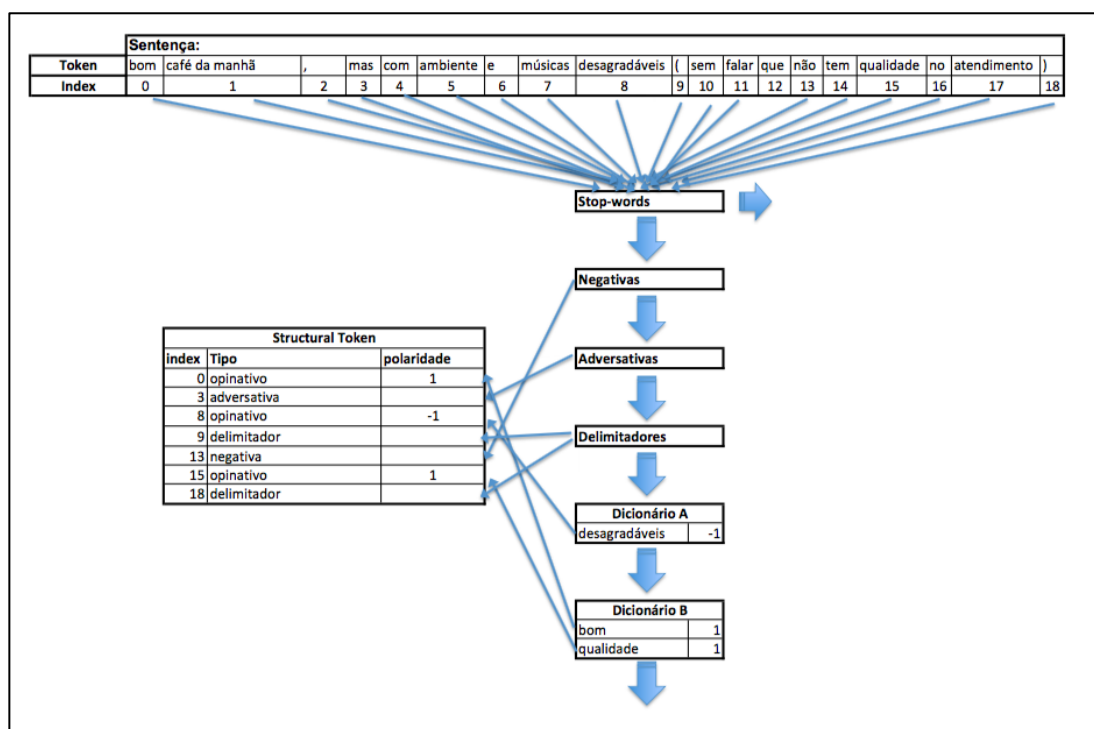 Sentença:
Token bom café da manhã , mas com ambiente e músicas desagradáveis ( sem falar que não tem qualidade no atendimento )
Index 0 1 2 3 4 5 6 7 8 9 10 11 12 13 14 15 16 17 18
Stop-words
Negativas
Structural Token
index Tipo polaridade
0 opinativo 1
3 adversativa
8 opinativo -1
9 delimitador
13 negativa
15 opinativo 1
18 delimitador
Adversativas
Delimitadores
Dicionário A
desagradáveis -1
Dicionário B
bom 1
qualidade 1